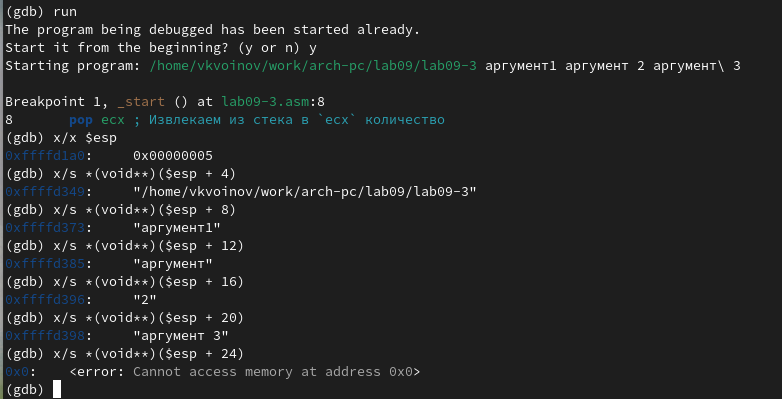 (gdb) run
The program being debugged has been started already.
Start it from the beginning? (y or n) y
Starting program: /home/vkvoinov/work/arch-pc/lab09/lab09-3 аргумент1 аргумент 2 аргумент\ 3
Breakpoint 1, _start () at lab09-3.asm:8
8 pop ecx ; Извлекаем из стека в `ecx` количество
(gdb) x/x $esp
0xffffd1a0: 0x00000005
(gdb) x/s *(void**)($esp + 4)
0xffffd349: "/home/vkvoinov/work/arch-pc/lab09/lab09-3"
(gdb) x/s *(void**)($esp + 8)
0xffffd373: "аргумент1"
(gdb) x/s *(void**)($esp + 12)
0xffffd385: "аргумент"
(gdb) x/s *(void**)($esp + 16)
0xffffd396: "2"
(gdb) x/s *(void**)($esp + 20)
0xffffd398: "аргумент 3"
(gdb) x/s *(void**)($esp + 24)
0x0: <error: Cannot access memory at address 0x0>
(gdb)